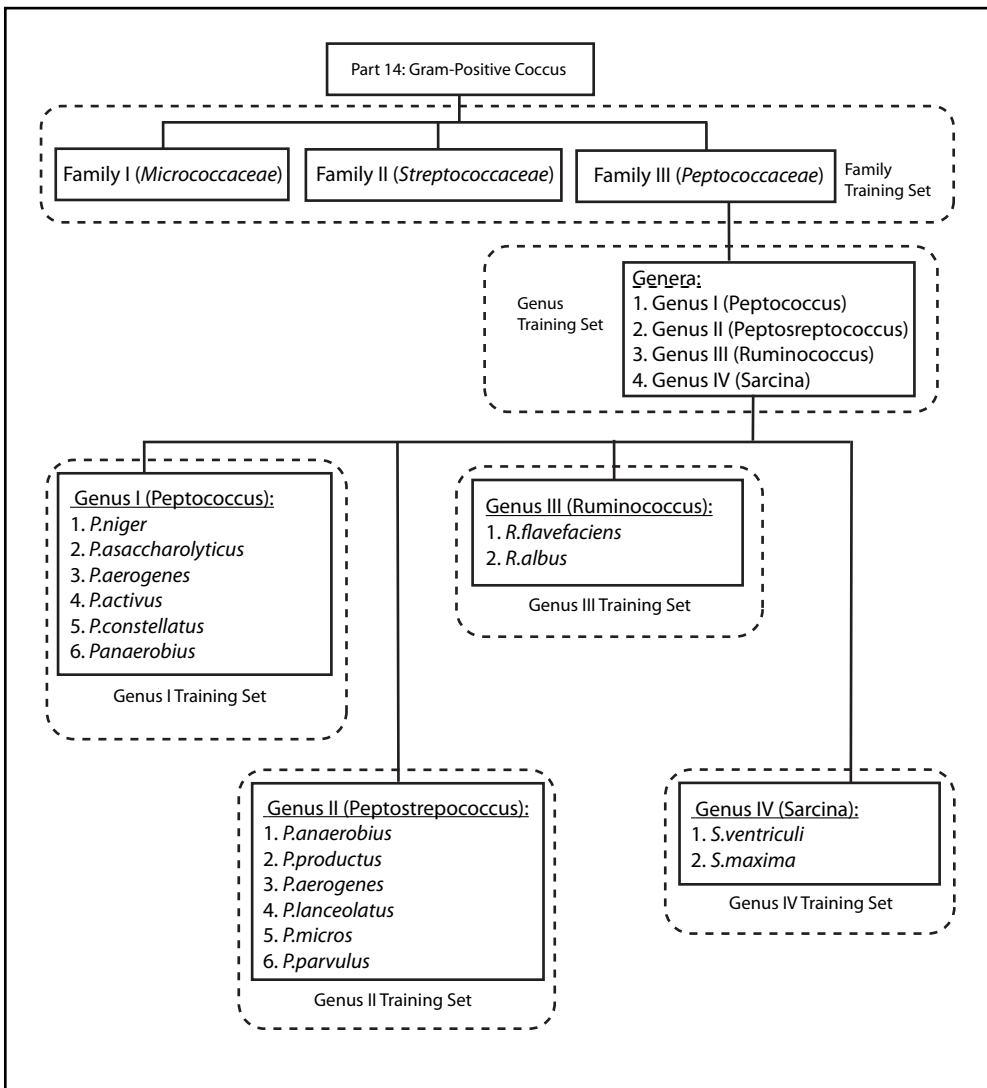 Part 14: Gram-Positive Coccus
Family I (Micrococcaceae)
Family II (Streptococcaceae)
Family III (Peptococcaceae)
Family
Training Set
Genus
Training Set
Genera:
1. Genus I (Peptococcus)
2. Genus II (Peptosreptococcus)
3. Genus III (Ruminococcus)
4. Genus IV (Sarcina)
Genus I (Peptococcus):
1. P.niger
2. P.asaccharolyticus
3. P.aerogenes
4. P.activus
5. P.constellatus
6. Panaerobius
Genus I Training Set
Genus III (Ruminococcus):
1. R.flavefaciens
2. R.albus
Genus III Training Set
Genus II (Peptostrepococcus):
1. P.anaerobius
2. P.productus
3. P.aerogenes
4. P.lanceolatus
5. P.micros
6. P.parvulus
Genus II Training Set
Genus IV (Sarcina):
1. S.ventriculi
2. S.maxima
Genus IV Training Set